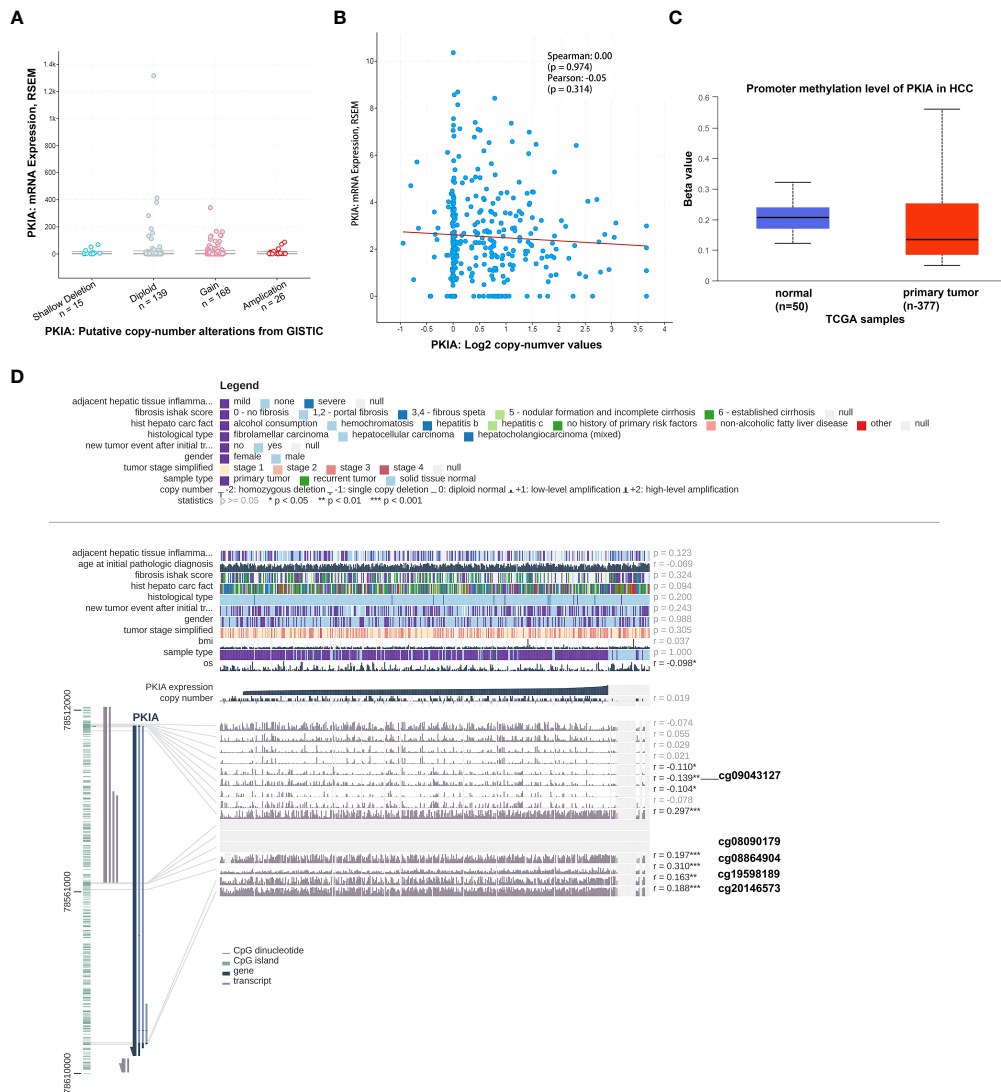 A
PKIA: mRNA Expression, RSEM
1.4k
1.2k
1k
800
600
400
200
0
Shallow Deletion
n = 15
Diploid
n = 139
Gain
n = 168
Amplication
n = 26
PKIA: Putative copy-number alterations from GISTIC
B
PKIA: mRNA Expression, RSEM
Spearman: 0.00
(p = 0.974)
Pearson: -0.05
(p = 0.314)
10
8
6
4
2
0
-1 -0.5 0 0.5 1 1.5 2 2.5 3 3.5 4
PKIA: Log2 copy-numver values
C
Promoter methylation level of PKIA in HCC
Beta value
0.6
0.5
0.4
0.3
0.2
0.1
0
normal
(n=50)
primary tumor
(n-377)
TCGA samples
D
Legend
adjacent hepatic tissue inflamma... mild none severe null
fibrosis ishak score 0 - no fibrosis 1,2 - portal fibrosis 3,4 - fibrous speta 5 - nodular formation and incomplete cirrhosis 6 - established cirrhosis null
hist hepato carc fact alcohol consumption hemochromatosis hepatitis b hepatitis c no history of primary risk factors non-alcoholic fatty liver disease other null
histological type fibrolamellar carcinoma hepatocellular carcinoma hepatocholangiocarcinoma (mixed)
new tumor event after initial tr... no yes null
gender female male
tumor stage simplified stage 1 stage 2 stage 3 stage 4 null
sample type primary tumor recurrent tumor solid tissue normal
copy number -2: homozygous deletion -1: single copy deletion 0: diploid normal +1: low-level amplification +2: high-level amplification
statistics p >= 0.05 * p < 0.05 ** p < 0.01 *** p < 0.001
adjacent hepatic tissue inflamma... p = 0.123
age at initial pathologic diagnosis r = -0.069
fibrosis ishak score p = 0.324
hist hepato carc fact p = 0.094
histological type p = 0.200
new tumor event after initial tr... p = 0.243
gender p = 0.988
tumor stage simplified p = 0.305
bmi r = 0.037
sample type p = 1.000
os r = -0.098*
PKIA expression
copy number r = 0.019
78512000
78561000
78610000
PKIA
r = -0.074
r = 0.055
r = 0.029
r = 0.021
r = -0.110*
r = -0.139** cg09043127
r = -0.104*
r = -0.078
r = 0.297***
cg08090179
r = 0.197***
cg08864904
r = 0.310***
r = 0.163** cg19598189
r = 0.188*** cg20146573
CpG dinucleotide
CpG island
gene
transcript